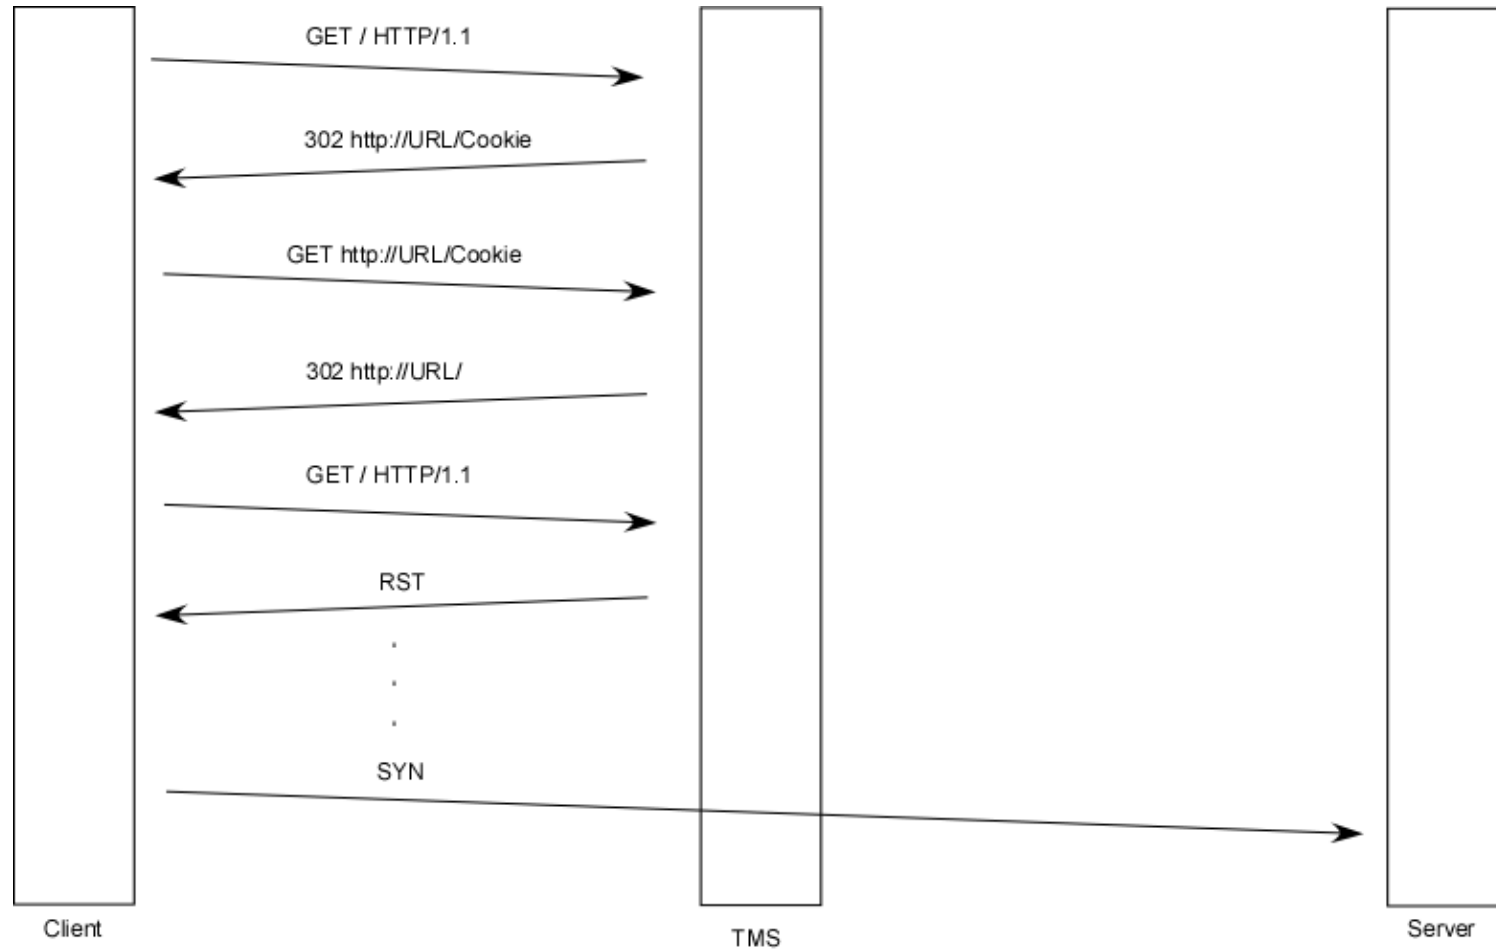 GET / HTTP/1.1
302 http://URL/Cookie
GET http://URL/Cookie
302 http://URL/
GET / HTTP/1.1
RST
.
.
.
SYN
Client
TMS
Server